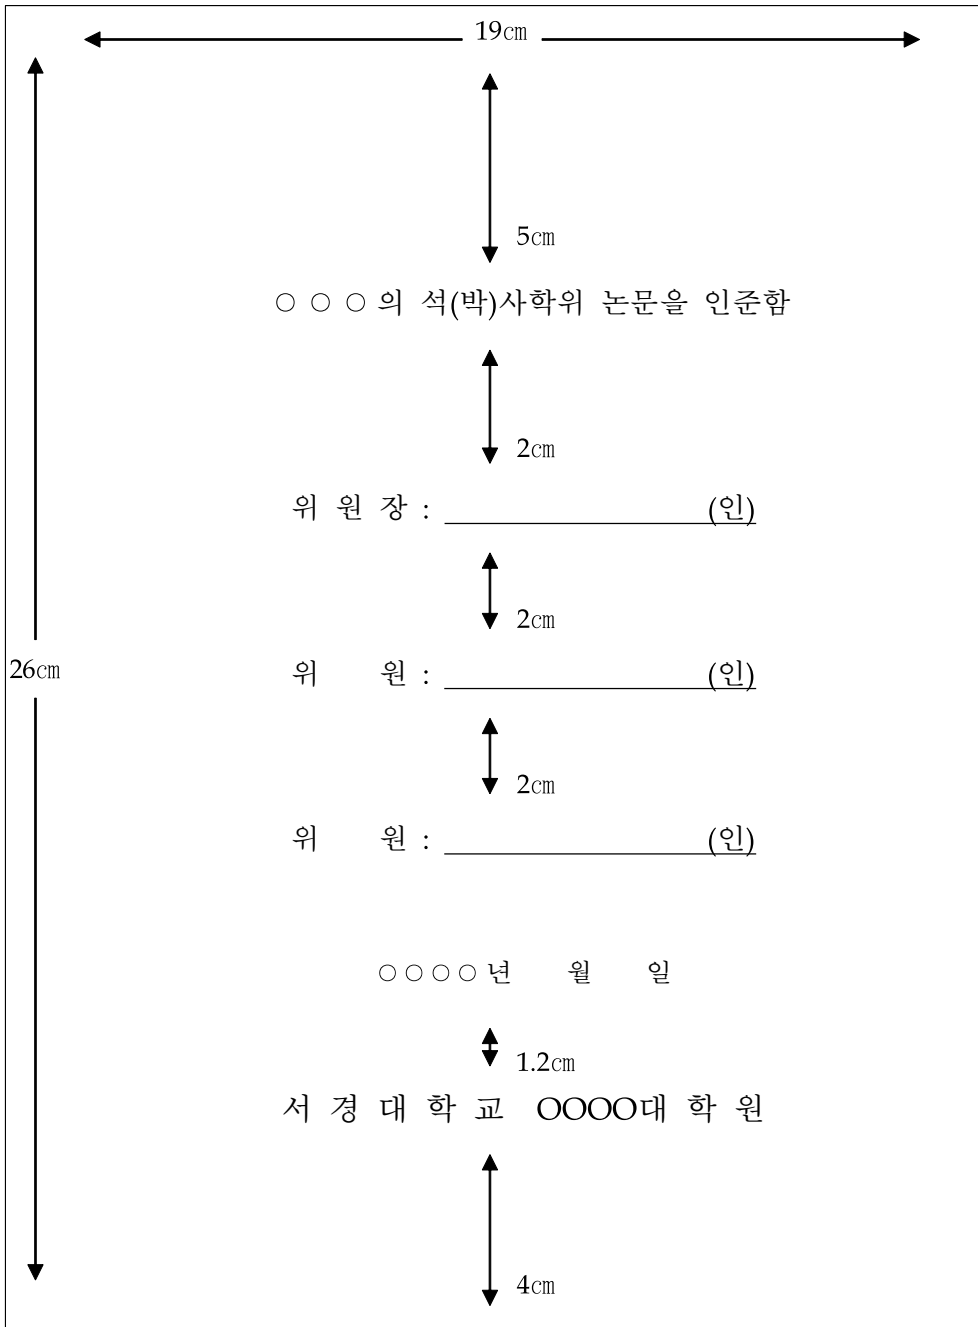 19㎝
5㎝
○ ○ ○ 의 석(박)사학위 논문을 인준함
2㎝
위 원 장 : (인)
2㎝
26㎝
위 원 : (인)
2㎝
위 원 : (인)
○○○○년 월 일
1.2㎝
서 경 대 학 교 OOOO대 학 원
4㎝